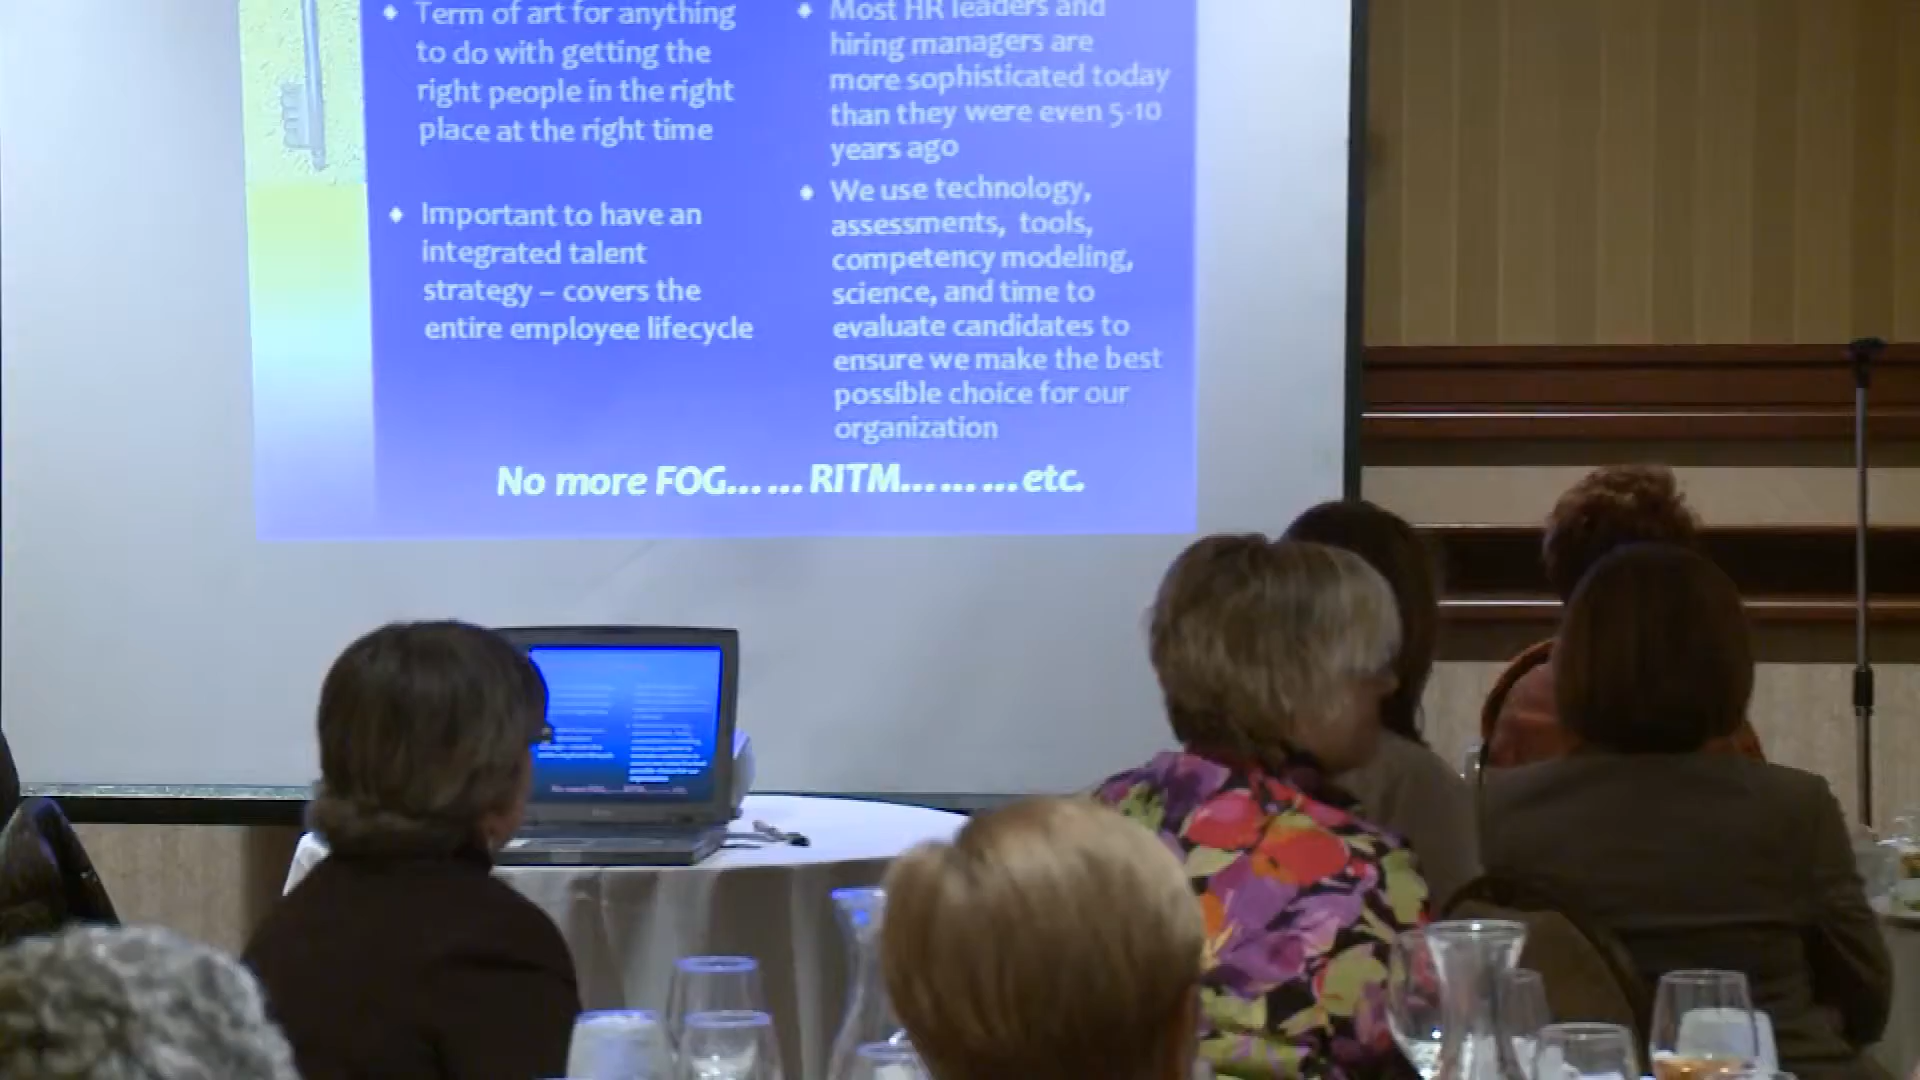 Term of art for anything
to do with getting the
right people in the right
place at the right time
Important to have an
integrated talent
strategy – covers the
entire employee lifecycle
Most HR leaders and
hiring managers are
more sophisticated today
than they were even 5-10
years ago
We use technology,
assessments, tools,
competency modeling,
science, and time to
evaluate candidates to
ensure we make the best
possible choice for our
organization
No more FOG......RITM.........etc.